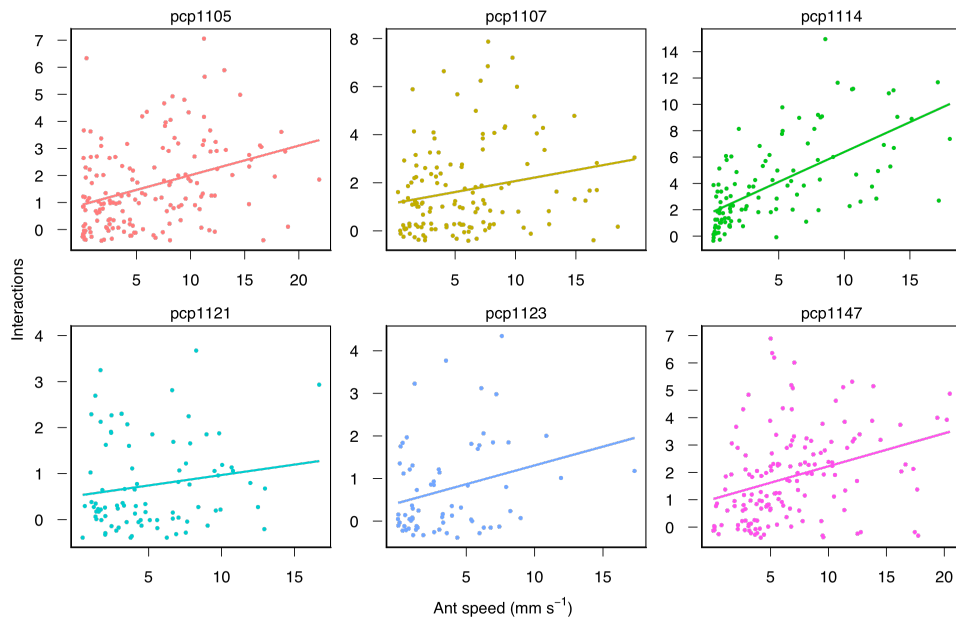 pcp1105 pcp1107 pcp1114
7 6 5 4 3 2 1 0
8 6 4 2 0
14 12 10 8 6 4 2 0
5 10 15 20
5 10 15 20
5 10 15
Interactions
pcp1121 pcp1123 pcp1147
4 3 2 1 0
4 3 2 1 0
7 6 5 4 3 2 1 0
5 10 15
5 10 15
5 10 15 20
Ant speed (mm s⁻¹)